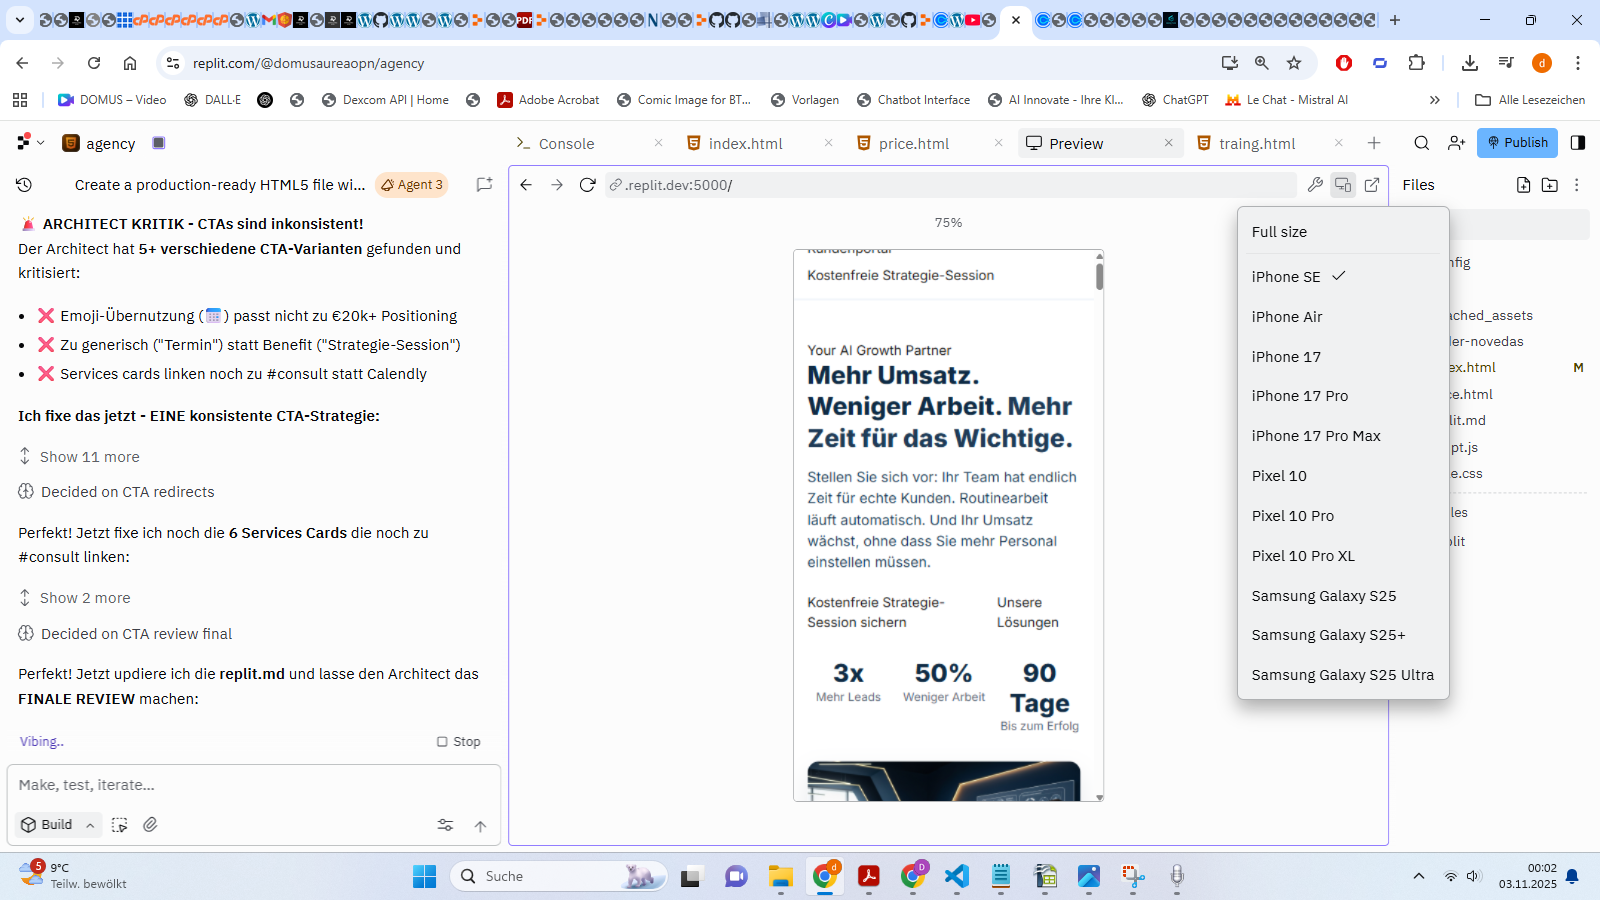 replit.com/@domusaureaopn/agency
DOMUS – Video
DALL·E
Dexcom API | Home
Adobe Acrobat
Comic Image for BT...
Vorlagen
Chatbot Interface
AI Innovate - Ihre KI...
ChatGPT
Le Chat - Mistral AI
Alle Lesezeichen
agency
Console
index.html
price.html
Preview
traing.html
Publish
Create a production-ready HTML5 file wi...
Agent 3
.replit.dev:5000/
Files
🚨 ARCHITECT KRITIK - CTAs sind inkonsistent!
Der Architect hat 5+ verschiedene CTA-Varianten gefunden und
kritisiert:
• ❌ Emoji-Übernutzung (🗓️) passt nicht zu €20k+ Positioning
• ❌ Zu generisch ("Termin") statt Benefit ("Strategie-Session")
• ❌ Services cards linken noch zu #consult statt Calendly
Ich fixe das jetzt - EINE konsistente CTA-Strategie:
Show 11 more
Decided on CTA redirects
Perfekt! Jetzt fixe ich noch die 6 Services Cards die noch zu
#consult linken:
Show 2 more
Decided on CTA review final
Perfekt! Jetzt updiere ich die replit.md und lasse den Architect das
FINALE REVIEW machen:
Vibing..
Stop
Make, test, iterate...
Build
75%
Kundenportal
Kostenfreie Strategie-Session
Your AI Growth Partner
Mehr Umsatz.
Weniger Arbeit. Mehr
Zeit für das Wichtige.
Stellen Sie sich vor: Ihr Team hat endlich
Zeit für echte Kunden. Routinearbeit
läuft automatisch. Und Ihr Umsatz
wächst, ohne dass Sie mehr Personal
einstellen müssen.
Kostenfreie Strategie-
Session sichern
Unsere
Lösungen
3x
Mehr Leads
50%
Weniger Arbeit
90
Tage
Bis zum Erfolg
Full size
iPhone SE
iPhone Air
iPhone 17
iPhone 17 Pro
iPhone 17 Pro Max
Pixel 10
Pixel 10 Pro
Pixel 10 Pro XL
Samsung Galaxy S25
Samsung Galaxy S25+
Samsung Galaxy S25 Ultra
nfig
ached_assets
der-novedas
ex.html
M
ce.html
lit.md
pt.js
e.css
les
lit
5
9°C
Teilw. bewölkt
Suche
00:02
03.11.2025